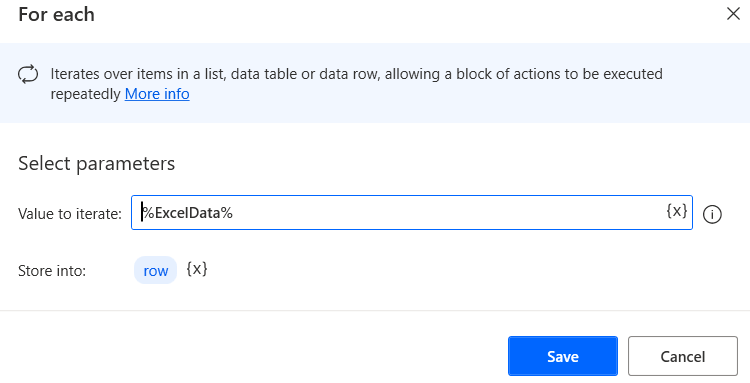 For each
Iterates over items in a list, data table or data row, allowing a block of actions to be executed
repeatedly More info
Select parameters
Value to iterate: %ExcelData% {x}
Store into: row {x}
Save Cancel